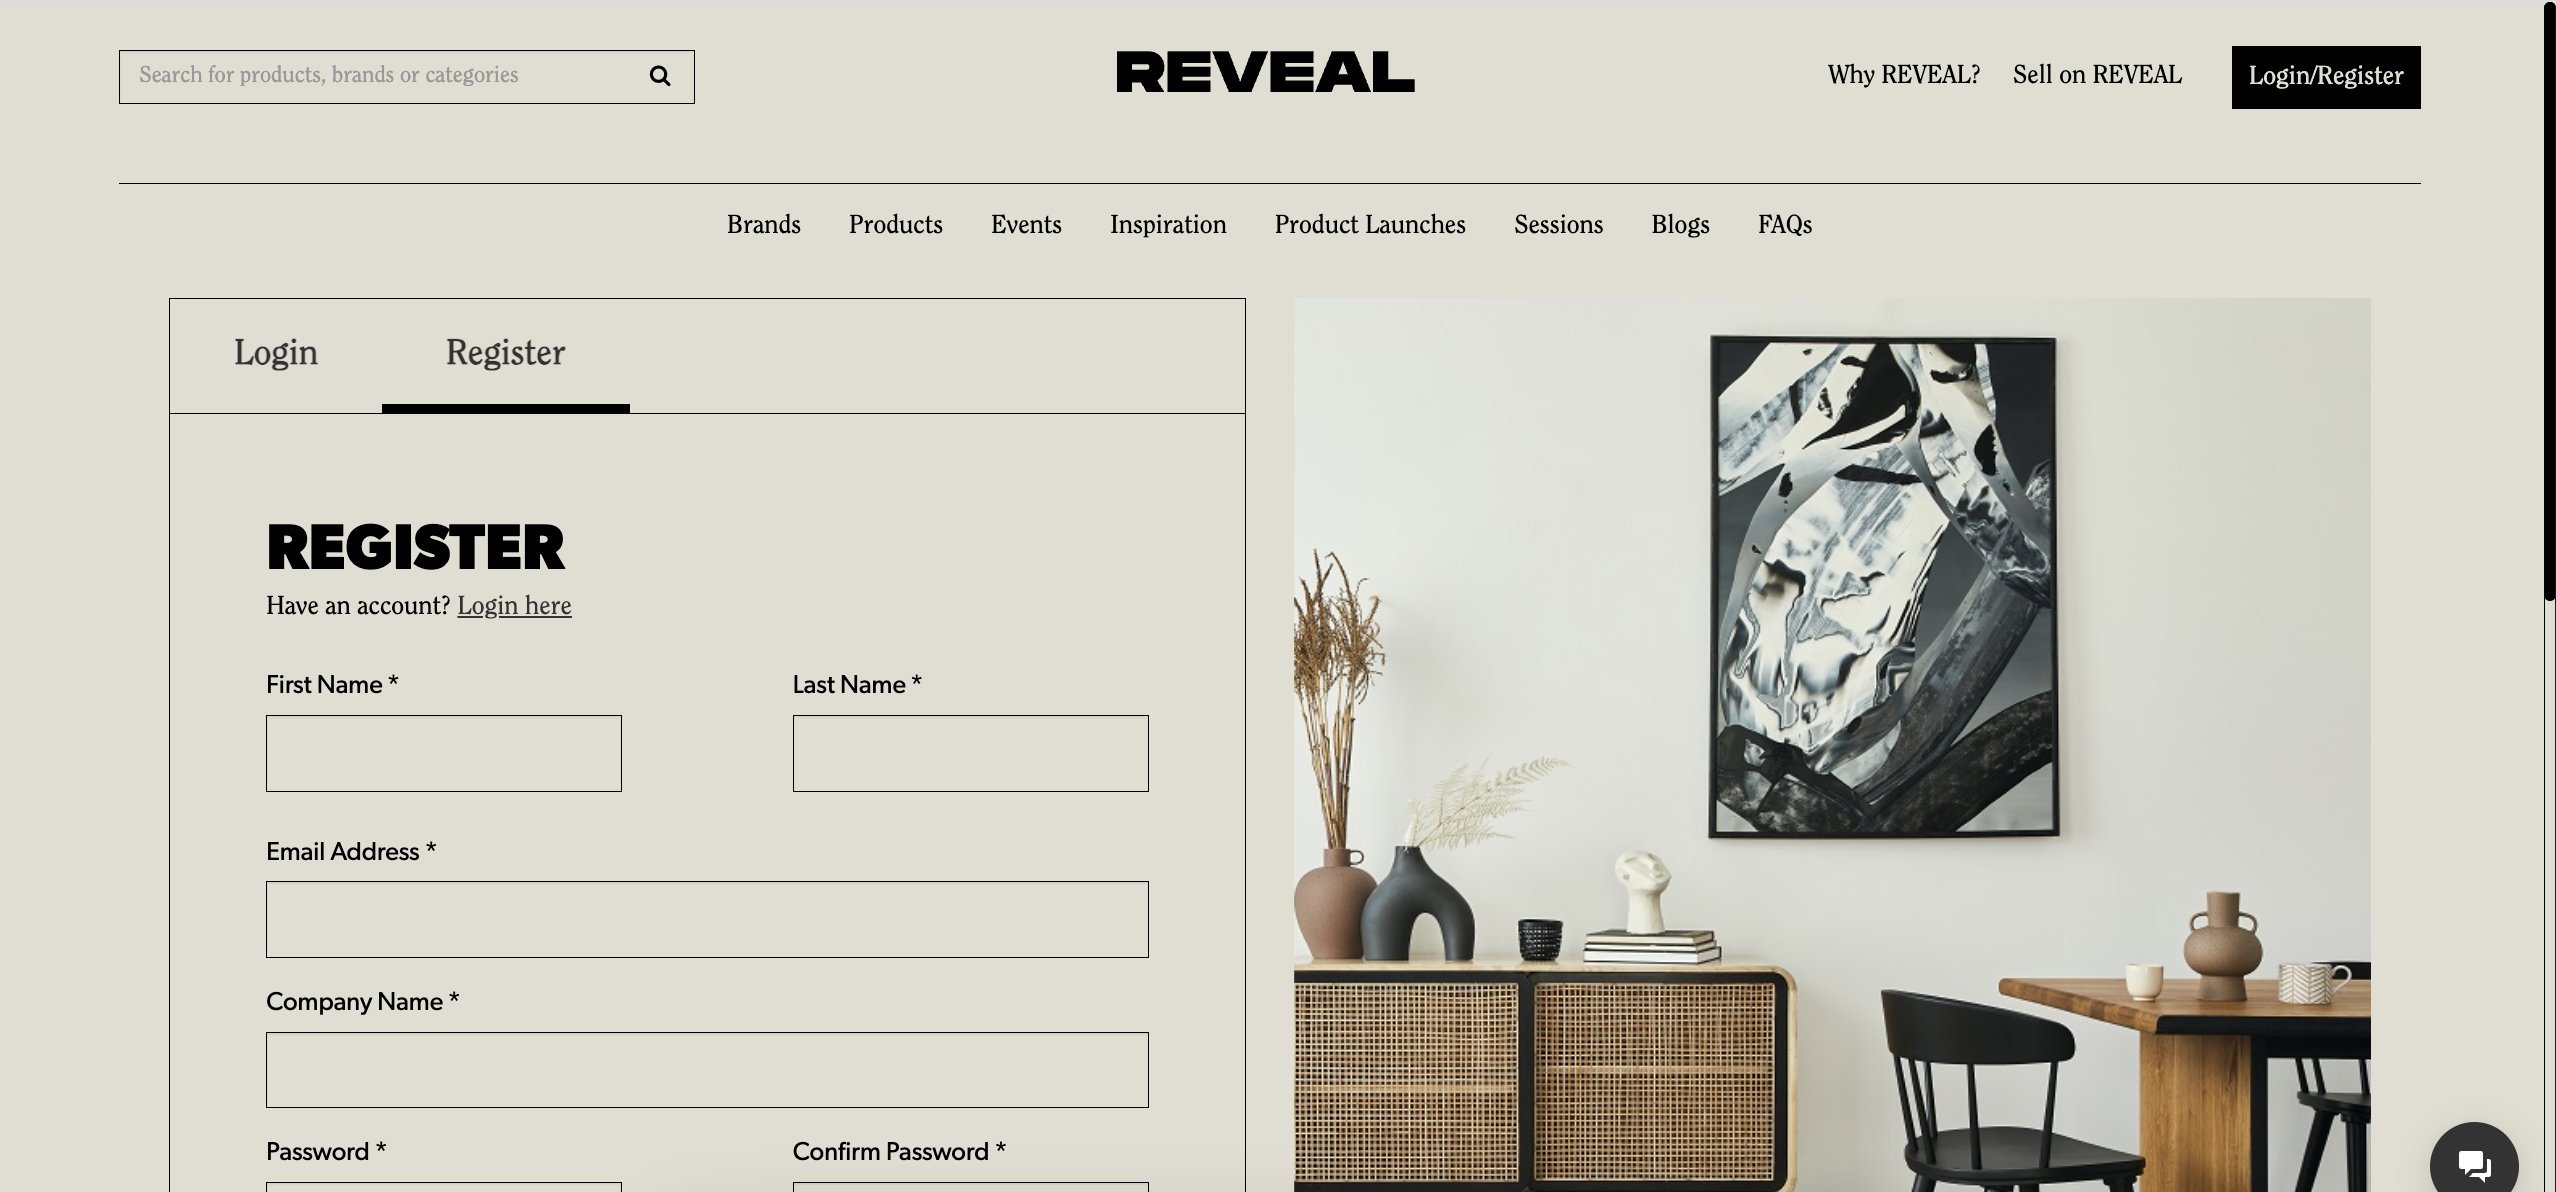 Search for products, brands or categories
REVEAL
Why REVEAL? Sell on REVEAL Login/Register
Brands Products Events Inspiration Product Launches Sessions Blogs FAQs
Login Register
REGISTER
Have an account? Login here
First Name * Last Name *
Email Address *
Company Name *
Password * Confirm Password *